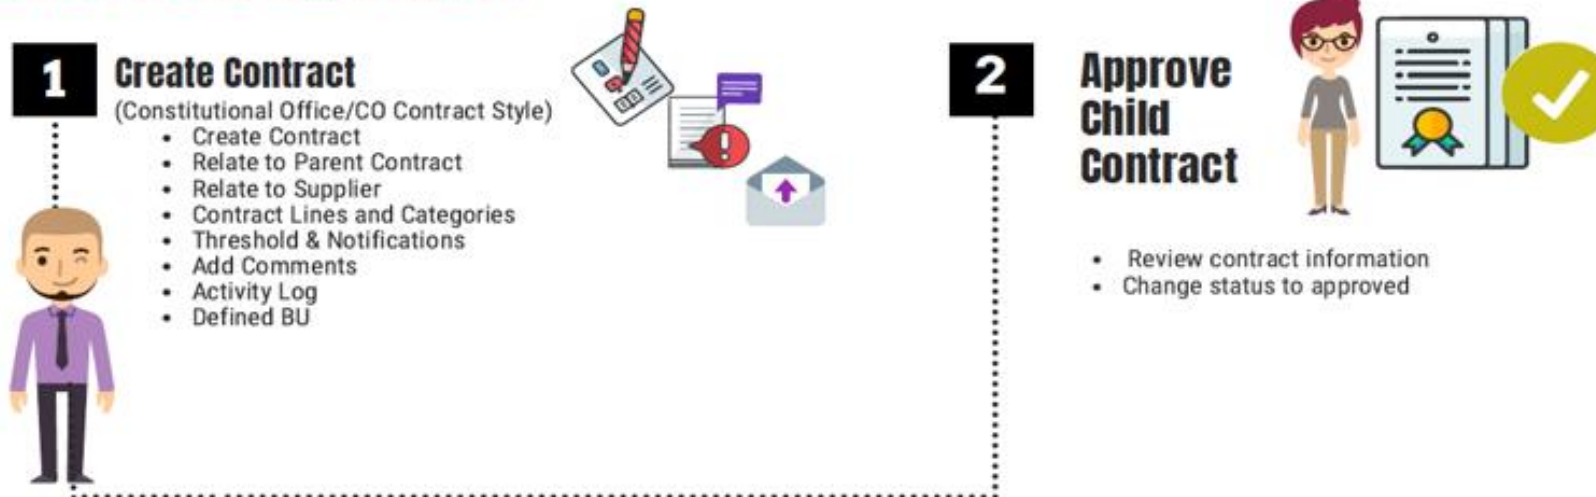 1
Create Contract
(Constitutional Office/CO Contract Style)
• Create Contract
• Relate to Parent Contract
• Relate to Supplier
• Contract Lines and Categories
• Threshold & Notifications
• Add Comments
• Activity Log
• Defined BU
2
Approve
Child
Contract
• Review contract information
• Change status to approved